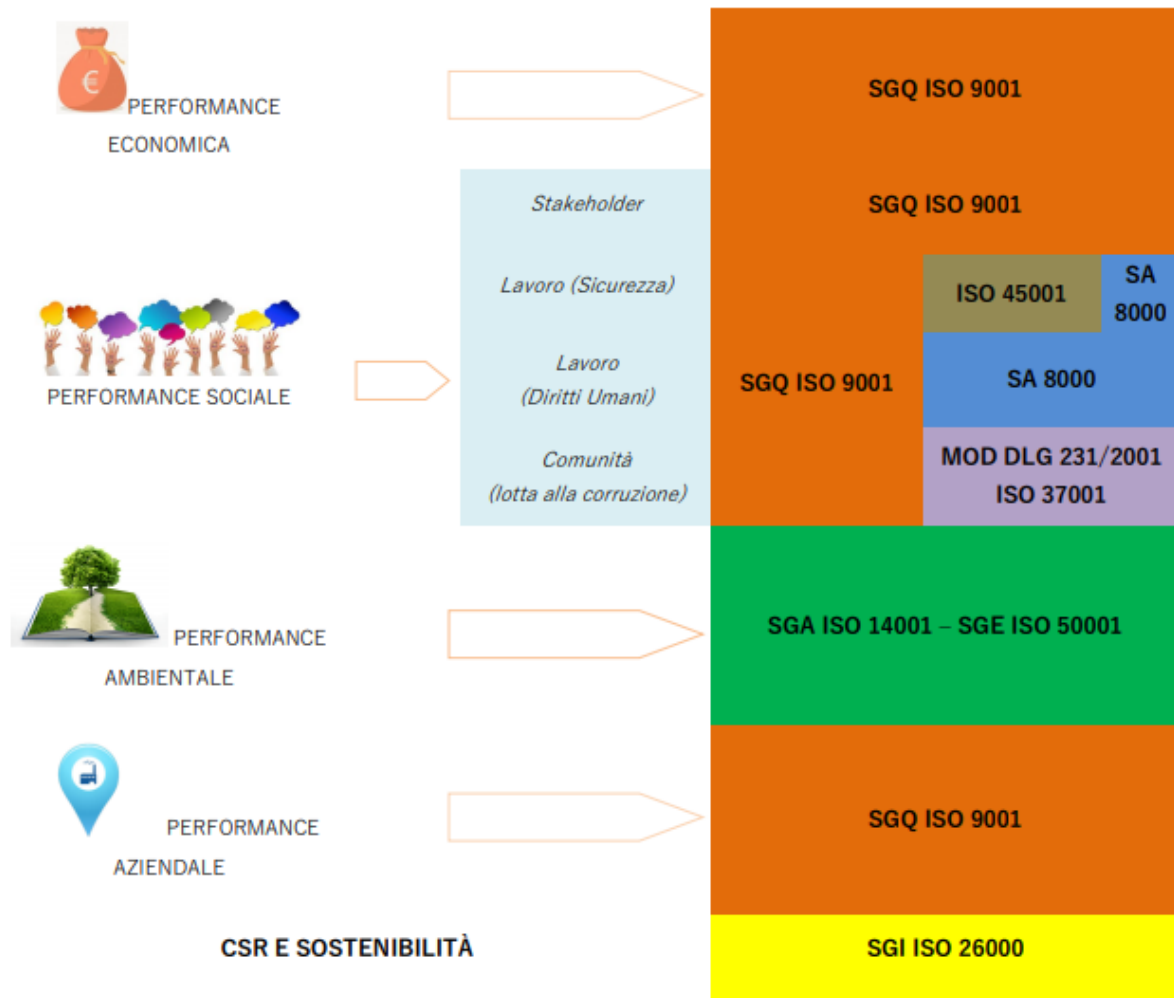 €
PERFORMANCE
ECONOMICA
SGQ ISO 9001
Stakeholder
SGQ ISO 9001
Lavoro (Sicurezza)
ISO 45001
SA
8000
PERFORMANCE SOCIALE
Lavoro
(Diritti Umani)
SGQ ISO 9001
SA 8000
Comunità
(lotta alla corruzione)
MOD DLG 231/2001
ISO 37001
PERFORMANCE
AMBIENTALE
SGA ISO 14001 – SGE ISO 50001
PERFORMANCE
AZIENDALE
SGQ ISO 9001
CSR E SOSTENIBILITÀ
SGI ISO 26000